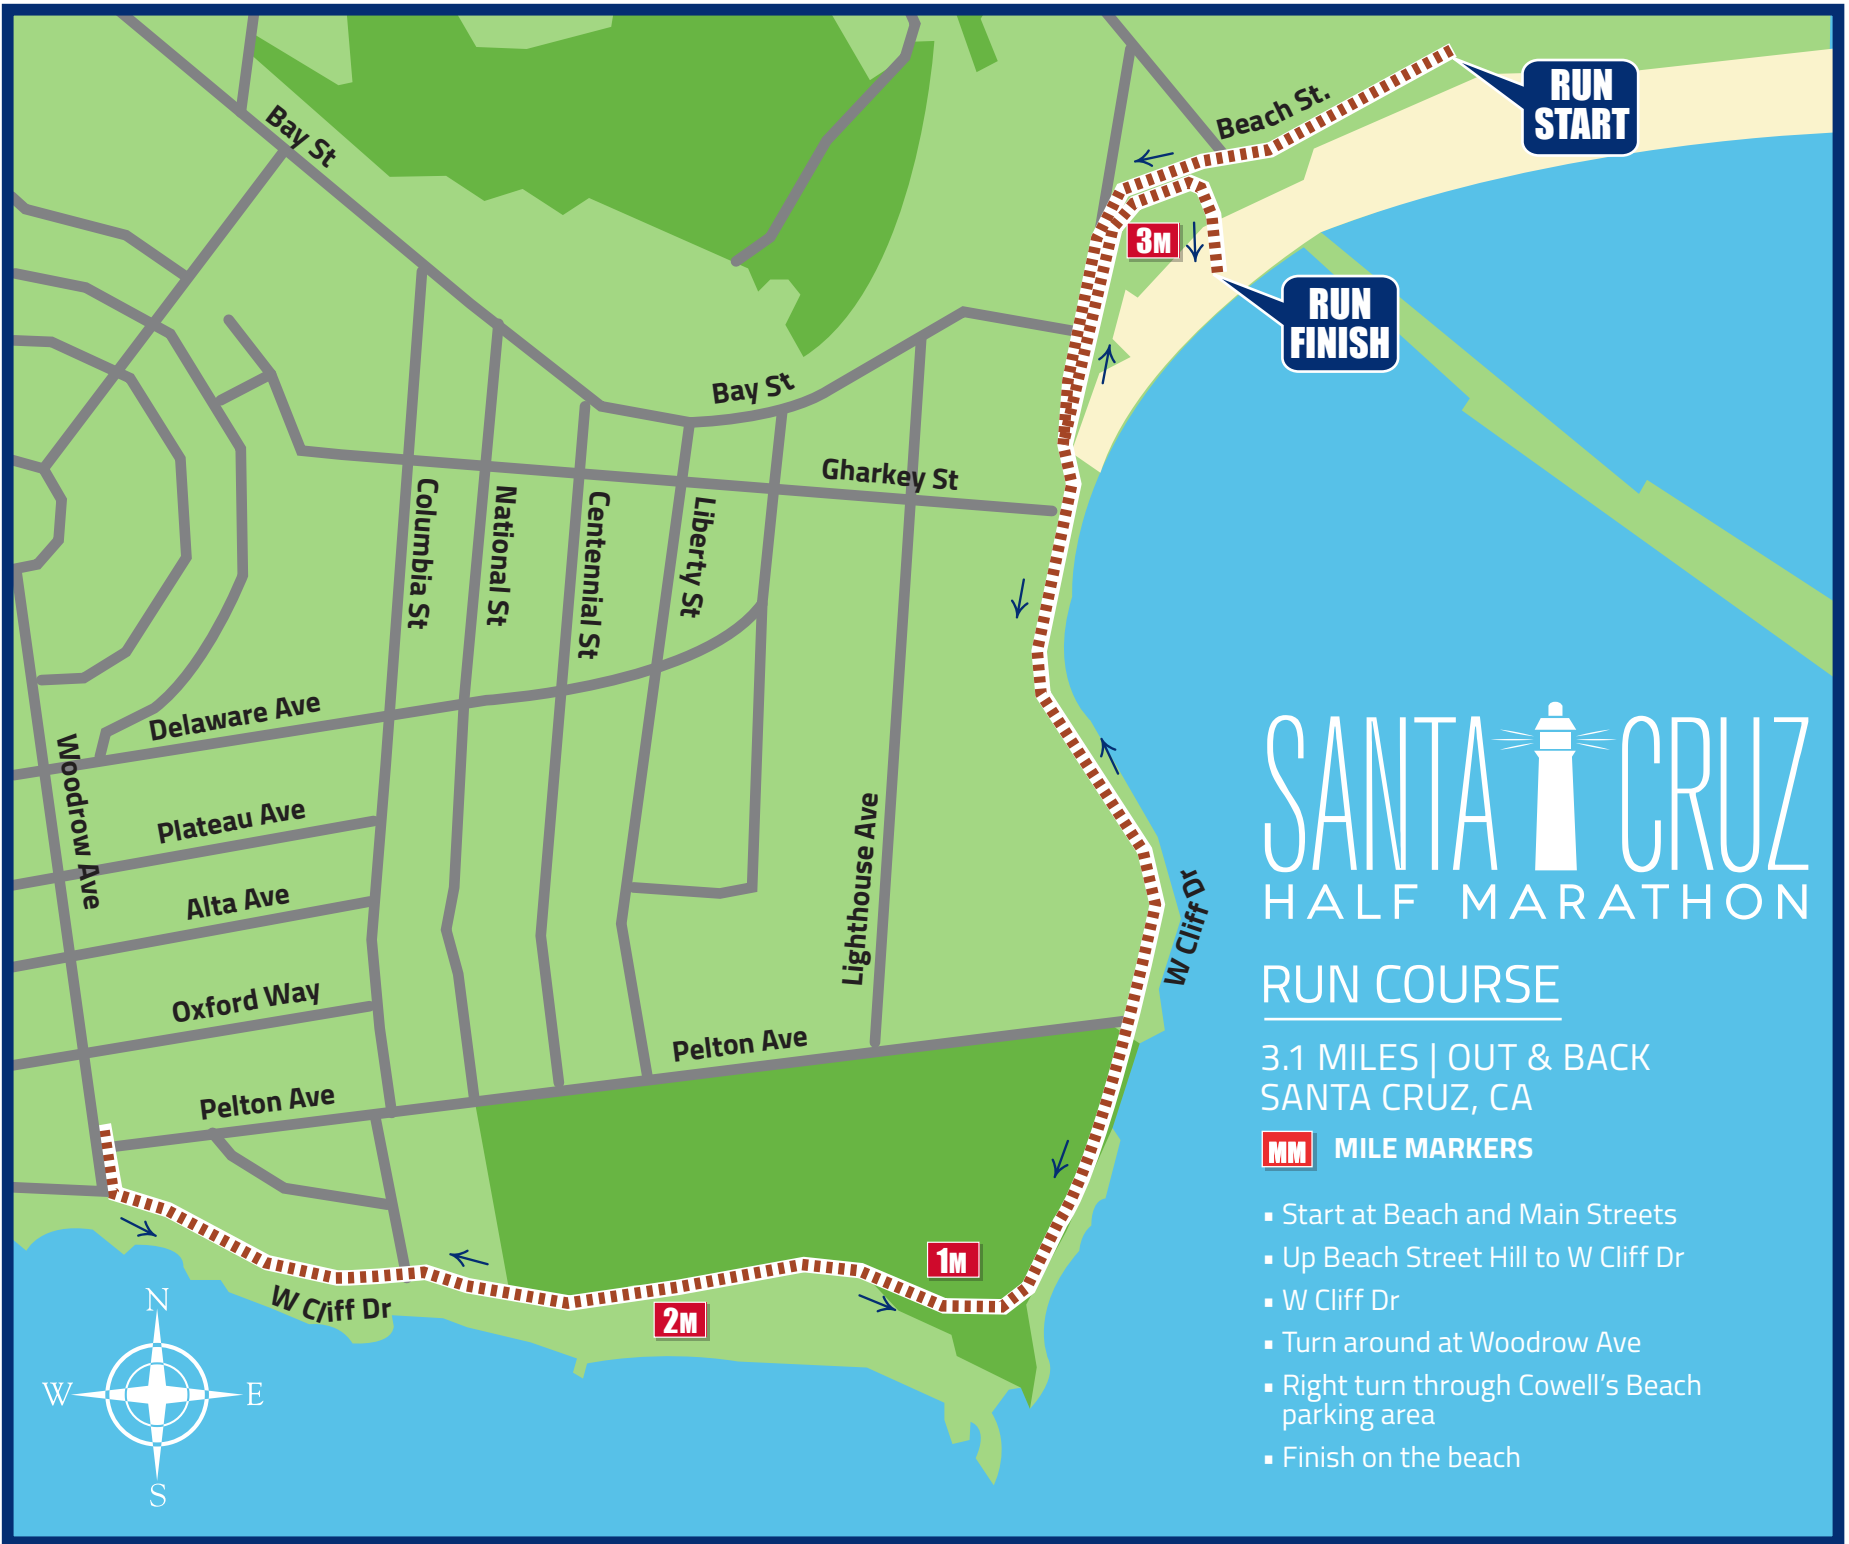 Beach St.
RUN
START
Bay St
3M
RUN
FINISH
Bay St
Gharkey St
Columbia St
National St
Centennial St
Liberty St
Delaware Ave
Woodrow Ave
Plateau Ave
Alta Ave
Lighthouse Ave
W Cliff Dr
Oxford Way
Pelton Ave
Pelton Ave
1M
2M
W Cliff Dr
N
W
E
S
SANTA CRUZ
HALF MARATHON
RUN COURSE
3.1 MILES | OUT & BACK
SANTA CRUZ, CA
MM MILE MARKERS
▪ Start at Beach and Main Streets
▪ Up Beach Street Hill to W Cliff Dr
▪ W Cliff Dr
▪ Turn around at Woodrow Ave
▪ Right turn through Cowell's Beach
parking area
▪ Finish on the beach